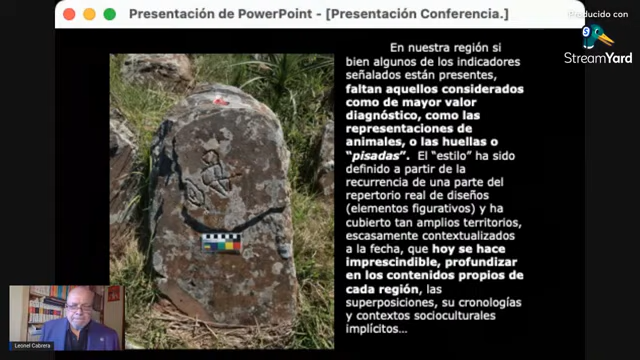 Presentación de PowerPoint - [Presentación Conferencia.]
Producido con
StreamYard
En nuestra región si
bien algunos de los indicadores
señalados están presentes,
faltan aquellos considerados
como de mayor valor
diagnóstico, como las
representaciones de
animales, o las huellas o
“pisadas”. El “estilo” ha sido
definido a partir de la
recurrencia de una parte del
repertorio real de diseños
(elementos figurativos) y ha
cubierto tan amplios territorios,
escasamente contextualizados
a la fecha, que hoy se hace
imprescindible, profundizar
en los contenidos propios de
cada región, las
superposiciones, su cronologías
y contextos socioculturales
implícitos...
Leonel Cabrera